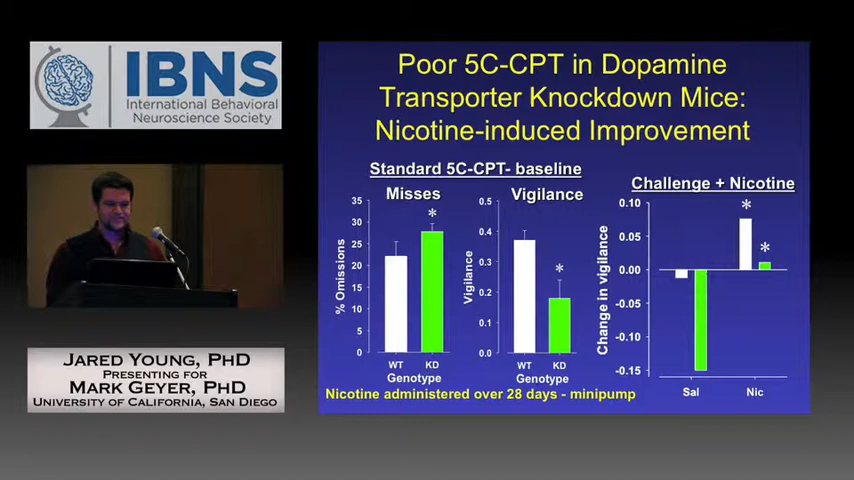 IBNS
International Behavioral
Neuroscience Society
JARED YOUNG, PHD
PRESENTING FOR
MARK GEYER, PHD
UNIVERSITY OF CALIFORNIA, SAN DIEGO
Poor 5C-CPT in Dopamine
Transporter Knockdown Mice:
Nicotine-induced Improvement
Standard 5C-CPT- baseline
Misses
% Omissions
35
*
30
25
20
15
10
5
0
WT KD
Genotype
Vigilance
Vigilance
0.5
0.4
0.3
*
0.2
0.1
0.0
WT KD
Genotype
Challenge + Nicotine
Change in vigilance
0.10
*
0.05
*
0.00
-0.05
-0.10
-0.15
Sal Nic
Nicotine administered over 28 days - minipump